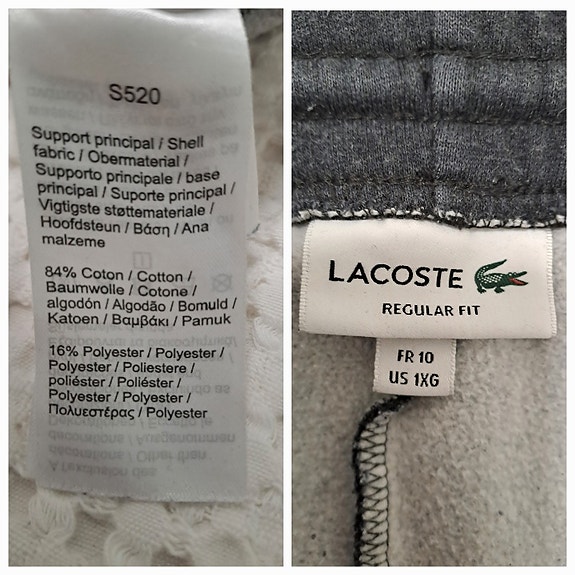 S520
Support principal / Shell
fabric / Obermaterial /
Supporto principale / base
principal / Suporte principal /
Vigtigste støttemateriale /
Hoofdsteun / Βάση / Ana
malzeme
84% Coton / Cotton /
Baumwolle / Cotone /
algodón / Algodão / Bomuld /
Katoen / Βαμβάκι / Pamuk
16% Polyester / Polyester /
Polyester / Poliestere /
poliéster / Poliéster /
Polyester / Polyester /
Πολυεστέρας / Polyester
LACOSTE
REGULAR FIT
FR 10
US 1XG